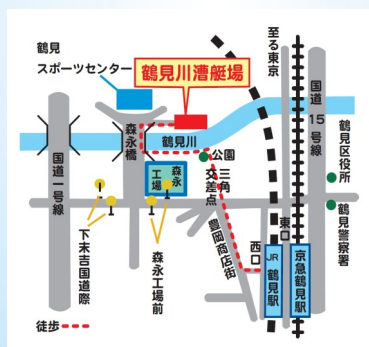 鶴見
スポーツセンター
鶴見川漕艇場
至る東京
国道15号線
鶴見区役所
鶴見警察署
国道一号線
森永橋
鶴見川
公園
森永
工場
三角
交差点
豊岡商店街
東口
西口
JR
鶴見駅
京急鶴見駅
下末吉国道際
森永工場前
徒歩